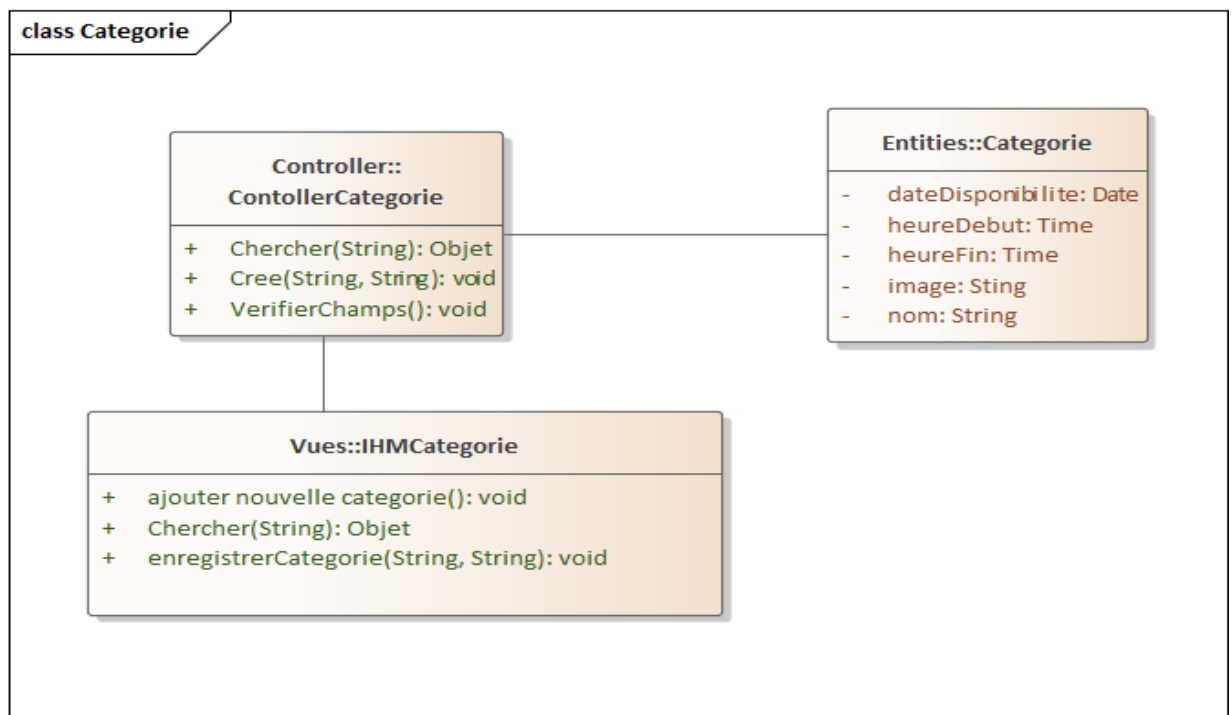 class Categorie
Controller::
ContollerCategorie
+ Chercher(String): Objet
+ Cree(String, String): void
+ VerifierChamps(): void
Entities::Categorie
- dateDisponibilite: Date
- heureDebut: Time
- heureFin: Time
- image: Sting
- nom: String
Vues::IHMCategorie
+ ajouter nouvelle categorie(): void
+ Chercher(String): Objet
+ enregistrerCategorie(String, String): void